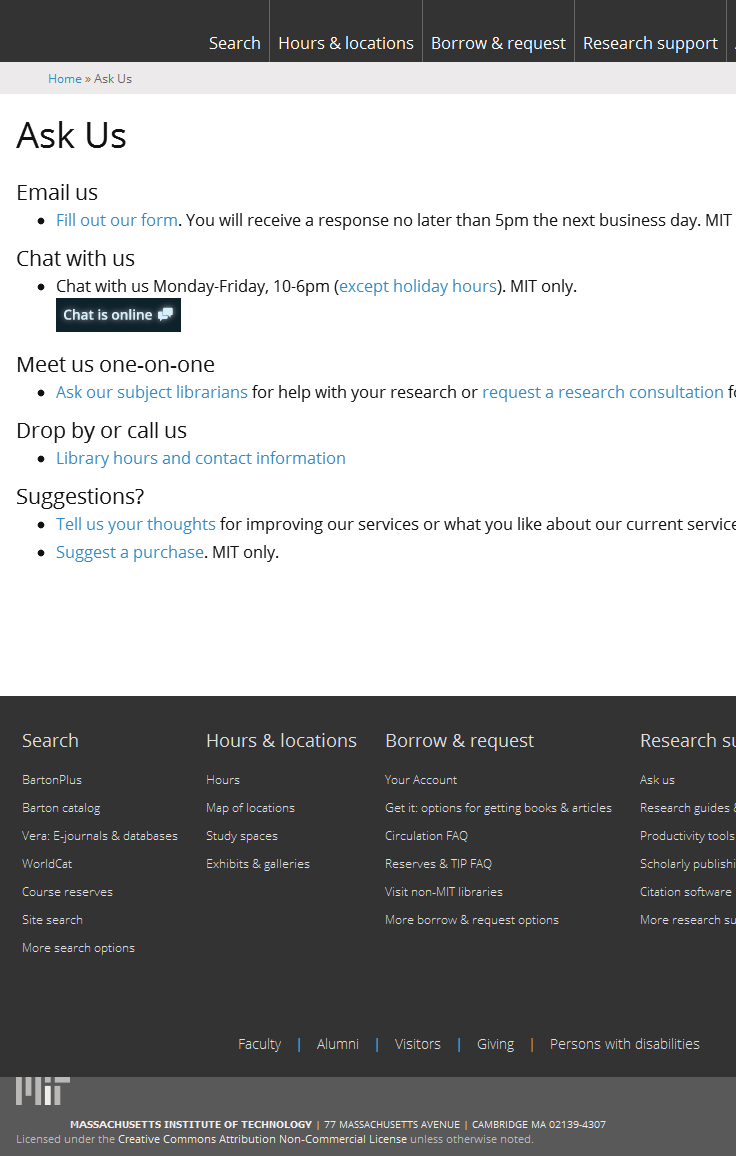 Search Hours & locations Borrow & request Research support
Home » Ask Us
Ask Us
Email us
Fill out our form. You will receive a response no later than 5pm the next business day. MIT
Chat with us
Chat with us Monday-Friday, 10-6pm (except holiday hours). MIT only.
Chat is online
Meet us one-on-one
Ask our subject librarians for help with your research or request a research consultation
Drop by or call us
Library hours and contact information
Suggestions?
Tell us your thoughts for improving our services or what you like about our current service
Suggest a purchase. MIT only.
Search Hours & locations Borrow & request Research su
BartonPlus Hours Your Account Ask us
Barton catalog Map of locations Get it: options for getting books & articles Research guides &
Vera: E-journals & databases Study spaces Circulation FAQ Productivity tools
WorldCat Exhibits & galleries Reserves & TIP FAQ Scholarly publishi
Course reserves Visit non-MIT libraries Citation software
Site search More borrow & request options More research su
More search options
Faculty | Alumni | Visitors | Giving | Persons with disabilities
MIT
MASSACHUSETTS INSTITUTE OF TECHNOLOGY | 77 MASSACHUSETTS AVENUE | CAMBRIDGE MA 02139-4307
Licensed under the Creative Commons Attribution Non-Commercial License unless otherwise noted.